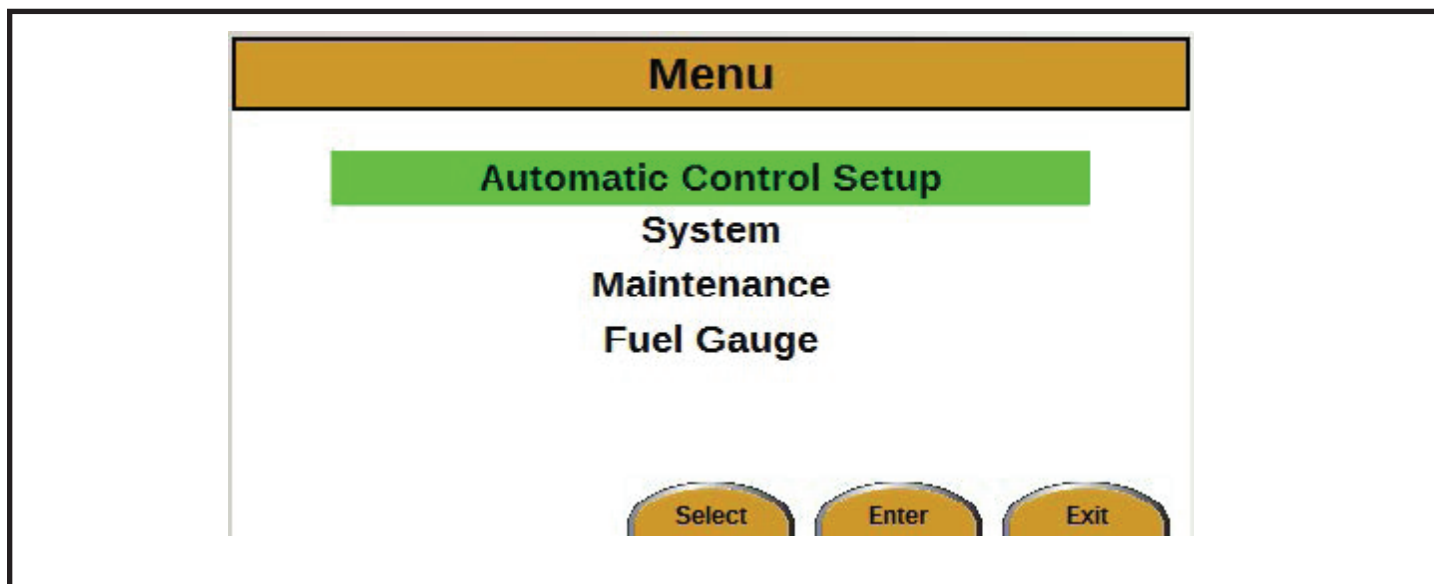 Menu
Automatic Control Setup
System
Maintenance
Fuel Gauge
Select Enter Exit